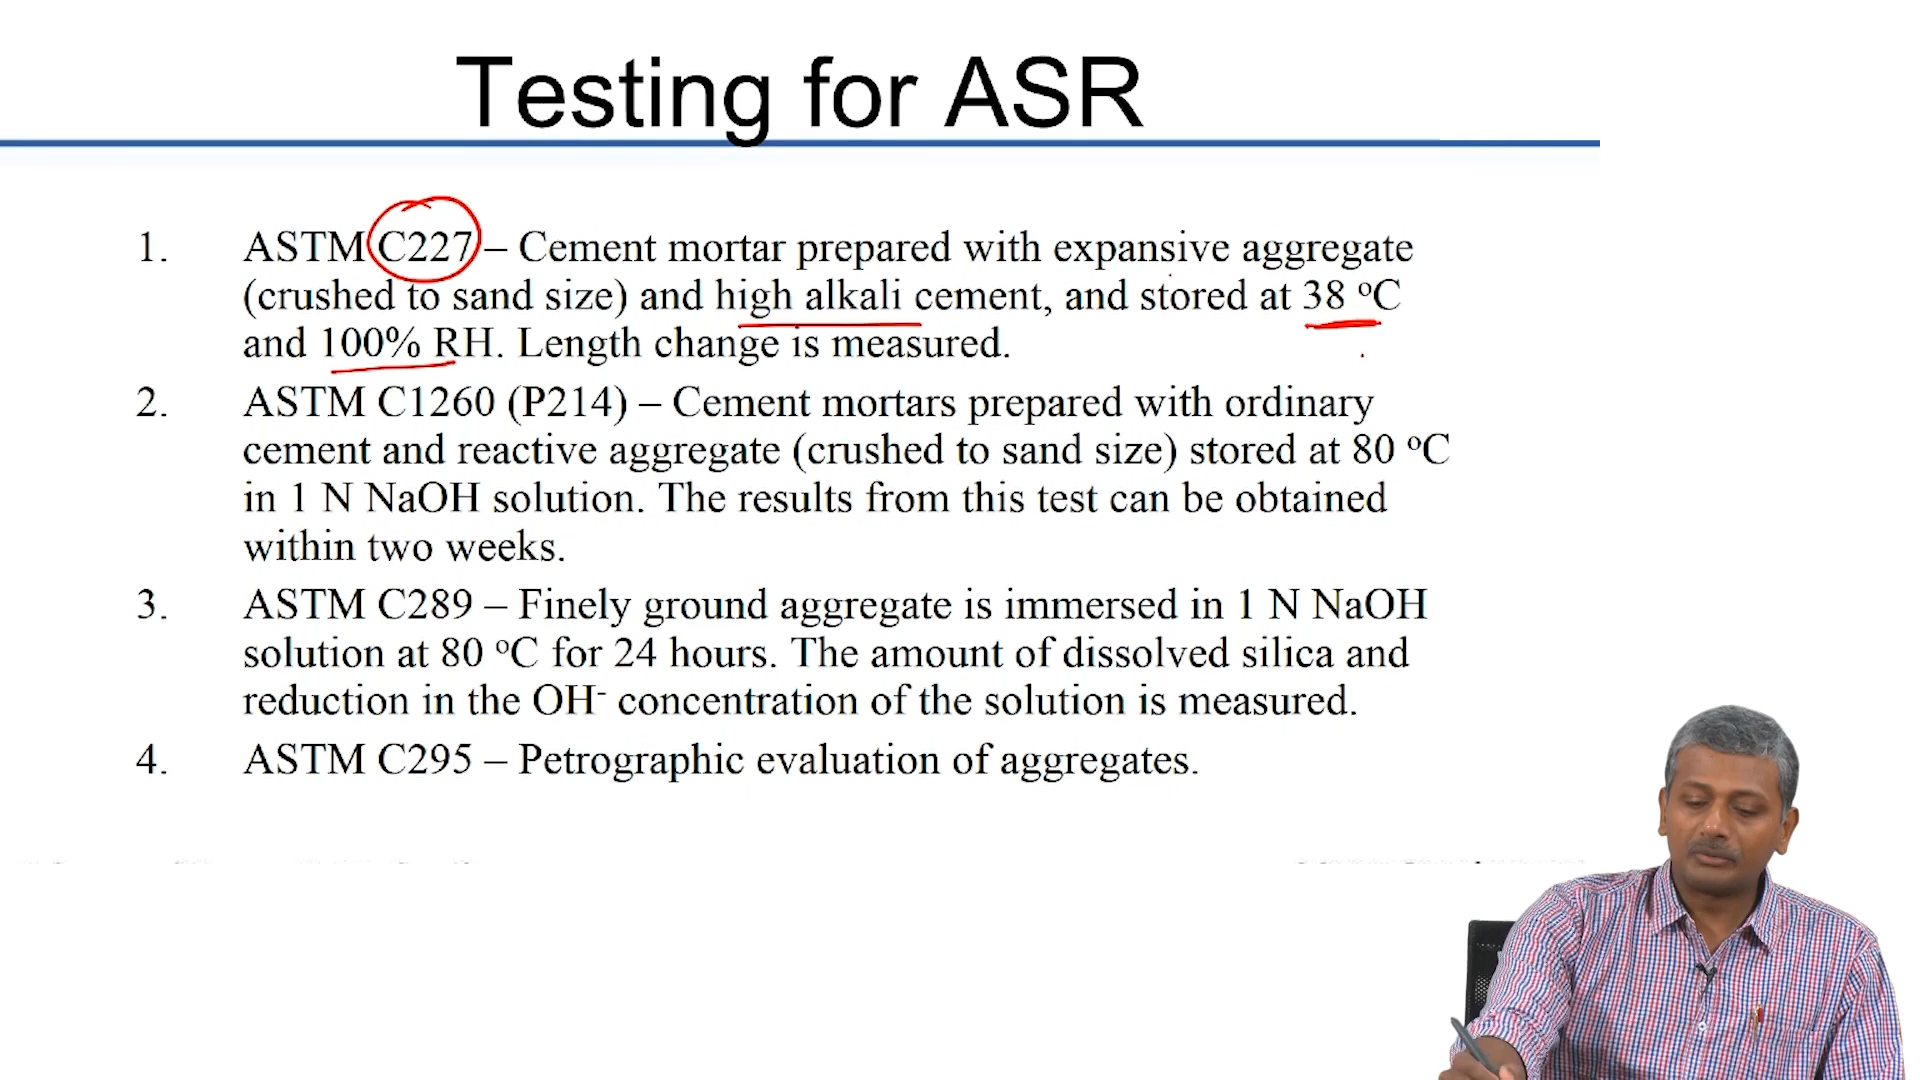 Testing for ASR
1. ASTM C227 – Cement mortar prepared with expansive aggregate
(crushed to sand size) and high alkali cement, and stored at 38 °C
and 100% RH. Length change is measured.
2. ASTM C1260 (P214) – Cement mortars prepared with ordinary
cement and reactive aggregate (crushed to sand size) stored at 80 °C
in 1 N NaOH solution. The results from this test can be obtained
within two weeks.
3. ASTM C289 – Finely ground aggregate is immersed in 1 N NaOH
solution at 80 °C for 24 hours. The amount of dissolved silica and
reduction in the OH⁻ concentration of the solution is measured.
4. ASTM C295 – Petrographic evaluation of aggregates.